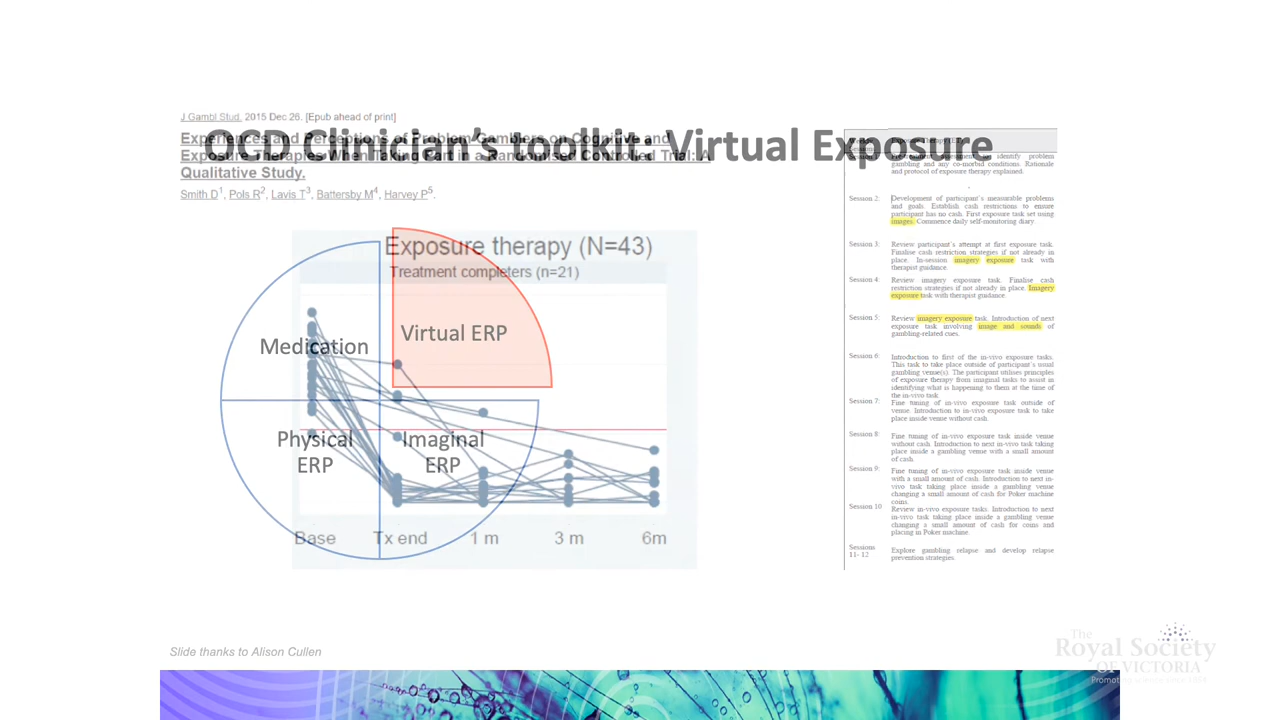 J Gambl Stud. 2015 Dec 26. [Epub ahead of print]
Experiences and Perceptions of Problem Gamblers on Cognitive and
Exposure Therapies When Taking Part in a Randomised Controlled Trial: A
Qualitative Study.
Smith D1, Pols R2, Lavis T3, Battersby M4, Harvey P5.
OCD Clinician's toolkit: Virtual Exposure
Exposure therapy (N=43)
Treatment completers (n=21)
Virtual ERP
Medication
Physical
ERP
Imaginal
ERP
Base Tx end 1 m 3 m 6m
identify problem
gambling and any co-morbid conditions. Rationale
and protocol of exposure therapy explained.
Session 2: Development of participant's measurable problems
and goals. Establish cash restrictions to ensure
participant has no cash. First exposure task set using
images. Commence daily self-monitoring diary
Session 3: Review participant's attempt at first exposure task.
Finalise cash restriction strategies if not already in
place. In-session imagery exposure task with
therapist guidance
Session 4: Review imagery exposure task. Finalise cash
restriction strategies if not already in place. Imagery
exposure task with therapist guidance
Session 5: Review imagery exposure task. Introduction of next
exposure task involving image and sounds of
gambling-related cues.
Session 6: Introduction to first of the in-vivo exposure tasks.
This task to take place outside of participant's usual
gambling venue(s). The participant utilises principles
of exposure therapy from imaginal tasks to assist in
identifying what is happening to them at the time of
the in-vivo task
Session 7: Fine tuning of in-vivo exposure task outside of
venue. Introduction to in-vivo exposure task to take
place inside venue without cash.
Session 8: Fine tuning of in-vivo exposure task inside venue
without cash. Introduction to next in-vivo task taking
place inside a gambling venue with a small amount
of cash
Session 9: Fine tuning of in-vivo exposure task inside venue
with a small amount of cash. Introduction to next in-
vivo task taking place inside a gambling venue
changing a small amount of cash for Poker machine
coins.
Session 10 Review in-vivo exposure tasks. Introduction to next
in-vivo task taking place inside a gambling venue
changing a small amount of cash for coins and
placing in Poker machine.
Sessions
11- 12 Explore gambling relapse and develop relapse
prevention strategies.
Slide thanks to Alison Cullen
The
Royal Society
OF VICTORIA